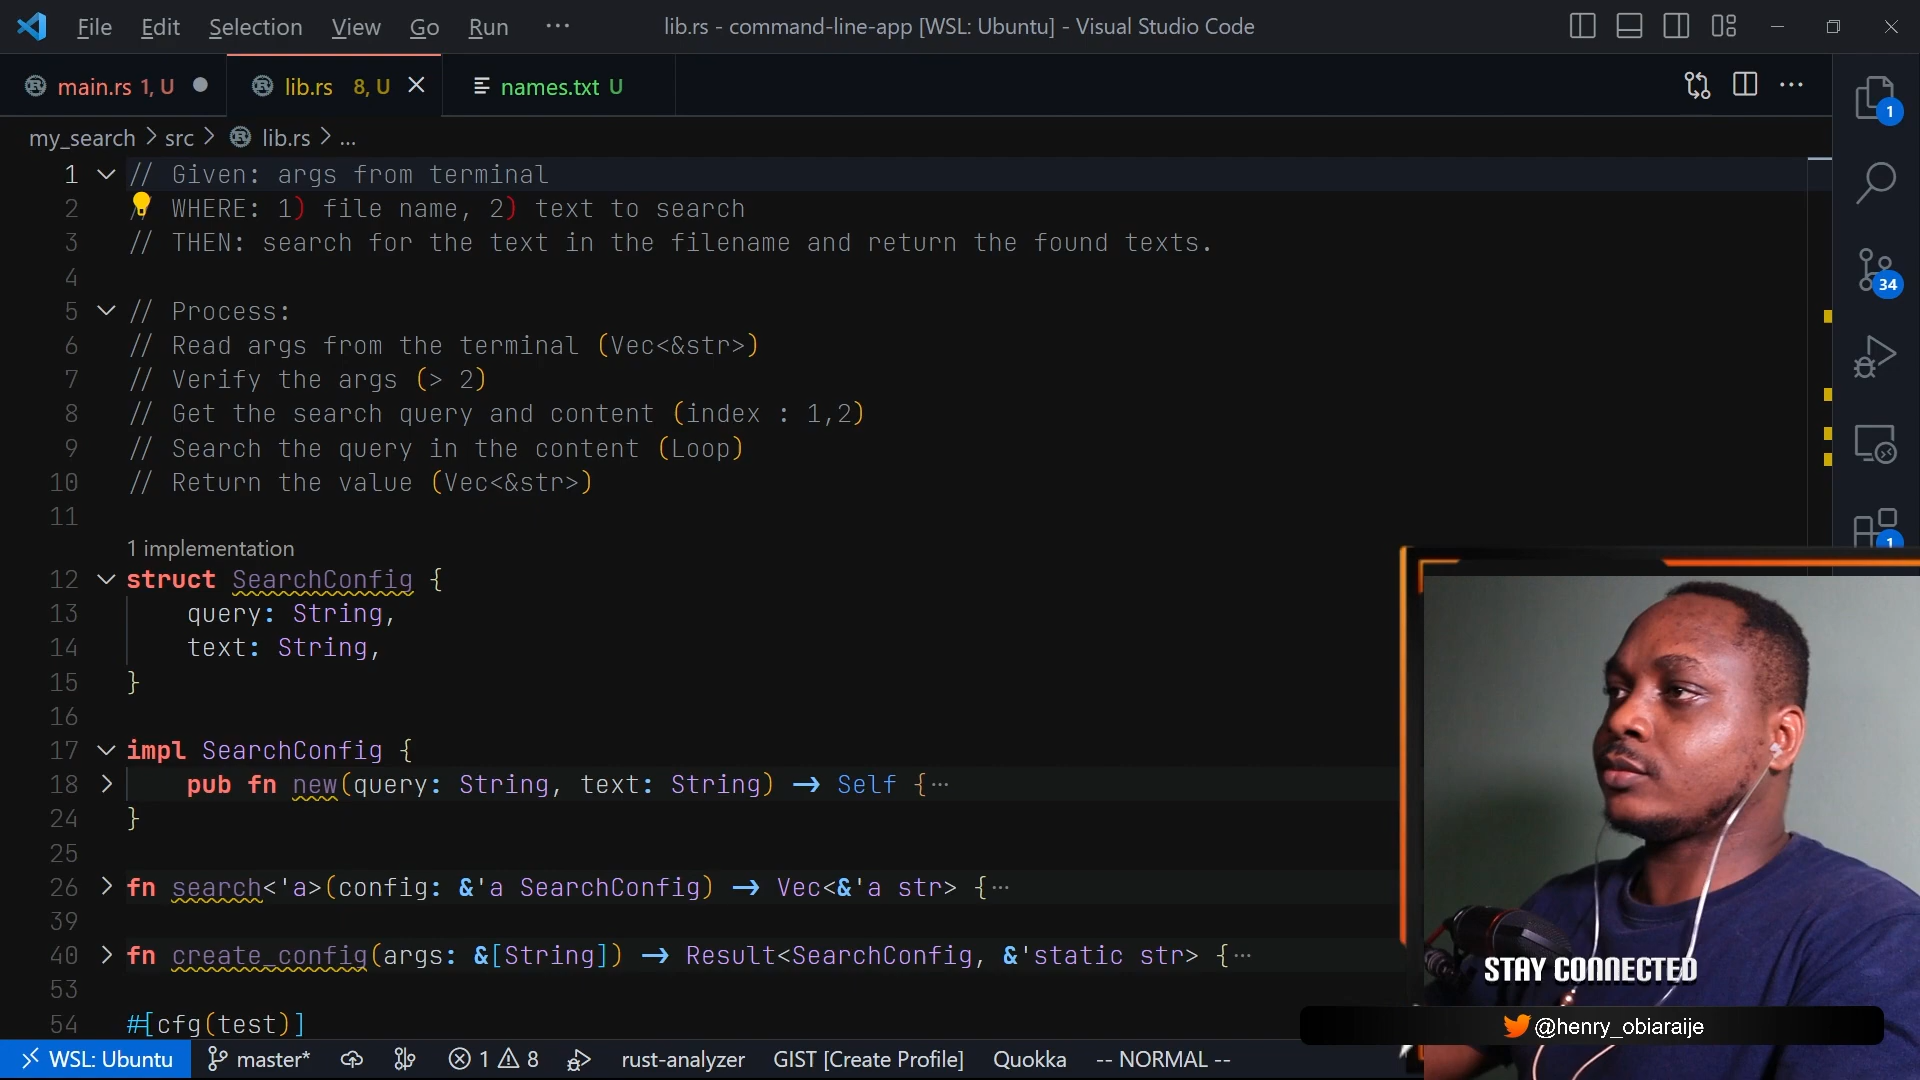 File Edit Selection View Go Run ···
lib.rs - command-line-app [WSL: Ubuntu] - Visual Studio Code
main.rs 1, U
lib.rs 8, U
names.txt U
my_search > src > lib.rs > ...
1 // Given: args from terminal
2 // WHERE: 1) file name, 2) text to search
3 // THEN: search for the text in the filename and return the found texts.
4
5 // Process:
6 // Read args from the terminal (Vec<&str>)
7 // Verify the args (> 2)
8 // Get the search query and content (index : 1,2)
9 // Search the query in the content (Loop)
10 // Return the value (Vec<&str>)
11
1 implementation
12 struct SearchConfig {
13 query: String,
14 text: String,
15 }
16
17 impl SearchConfig {
18 pub fn new(query: String, text: String) → Self {···
24 }
25
26 fn search<'a>(config: &'a SearchConfig) → Vec<&'a str> {···
39
40 fn create_config(args: &[String]) → Result<SearchConfig, &'static str> {···
53
54 #[cfg(test)]
1
34
1
STAY CONNECTED
@henry_obiaraije
WSL: Ubuntu master* 1 8 rust-analyzer GIST [Create Profile] Quokka -- NORMAL --